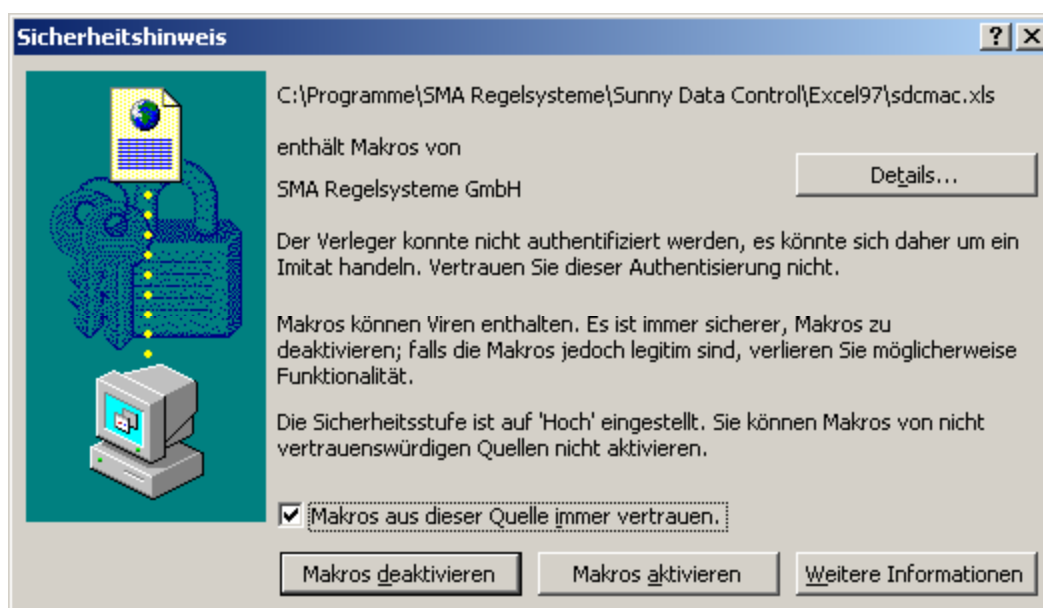 Sicherheitshinweis
C:\Programme\SMA Regelsysteme\Sunny Data Control\Excel97\sdcmac.xls
enthält Makros von
SMA Regelsysteme GmbH
Details...
Der Verleger konnte nicht authentifiziert werden, es könnte sich daher um ein
Imitat handeln. Vertrauen Sie dieser Authentisierung nicht.
Makros können Viren enthalten. Es ist immer sicherer, Makros zu
deaktivieren; falls die Makros jedoch legitim sind, verlieren Sie möglicherweise
Funktionalität.
Die Sicherheitsstufe ist auf 'Hoch' eingestellt. Sie können Makros von nicht
vertrauenswürdigen Quellen nicht aktivieren.
Makros aus dieser Quelle immer vertrauen.
Makros deaktivieren
Makros aktivieren
Weitere Informationen